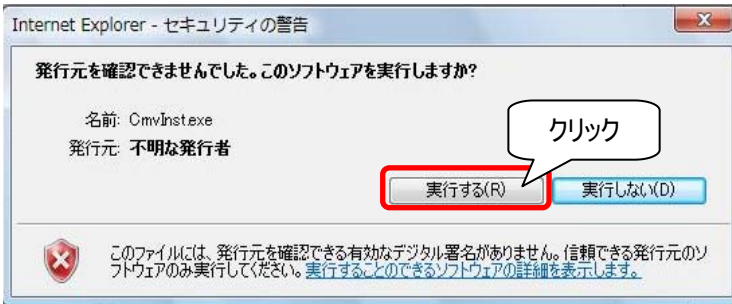 Internet Explorer - セキュリティの警告
発行元を確認できませんでした。このソフトウェアを実行しますか?
名前: CmvInst.exe
発行元: 不明な発行者
クリック
実行する(R)
実行しない(D)
このファイルには、発行元を確認できる有効なデジタル署名がありません。信頼できる発行元のソ
フトウェアのみ実行してください。実行することのできるソフトウェアの詳細を表示します。